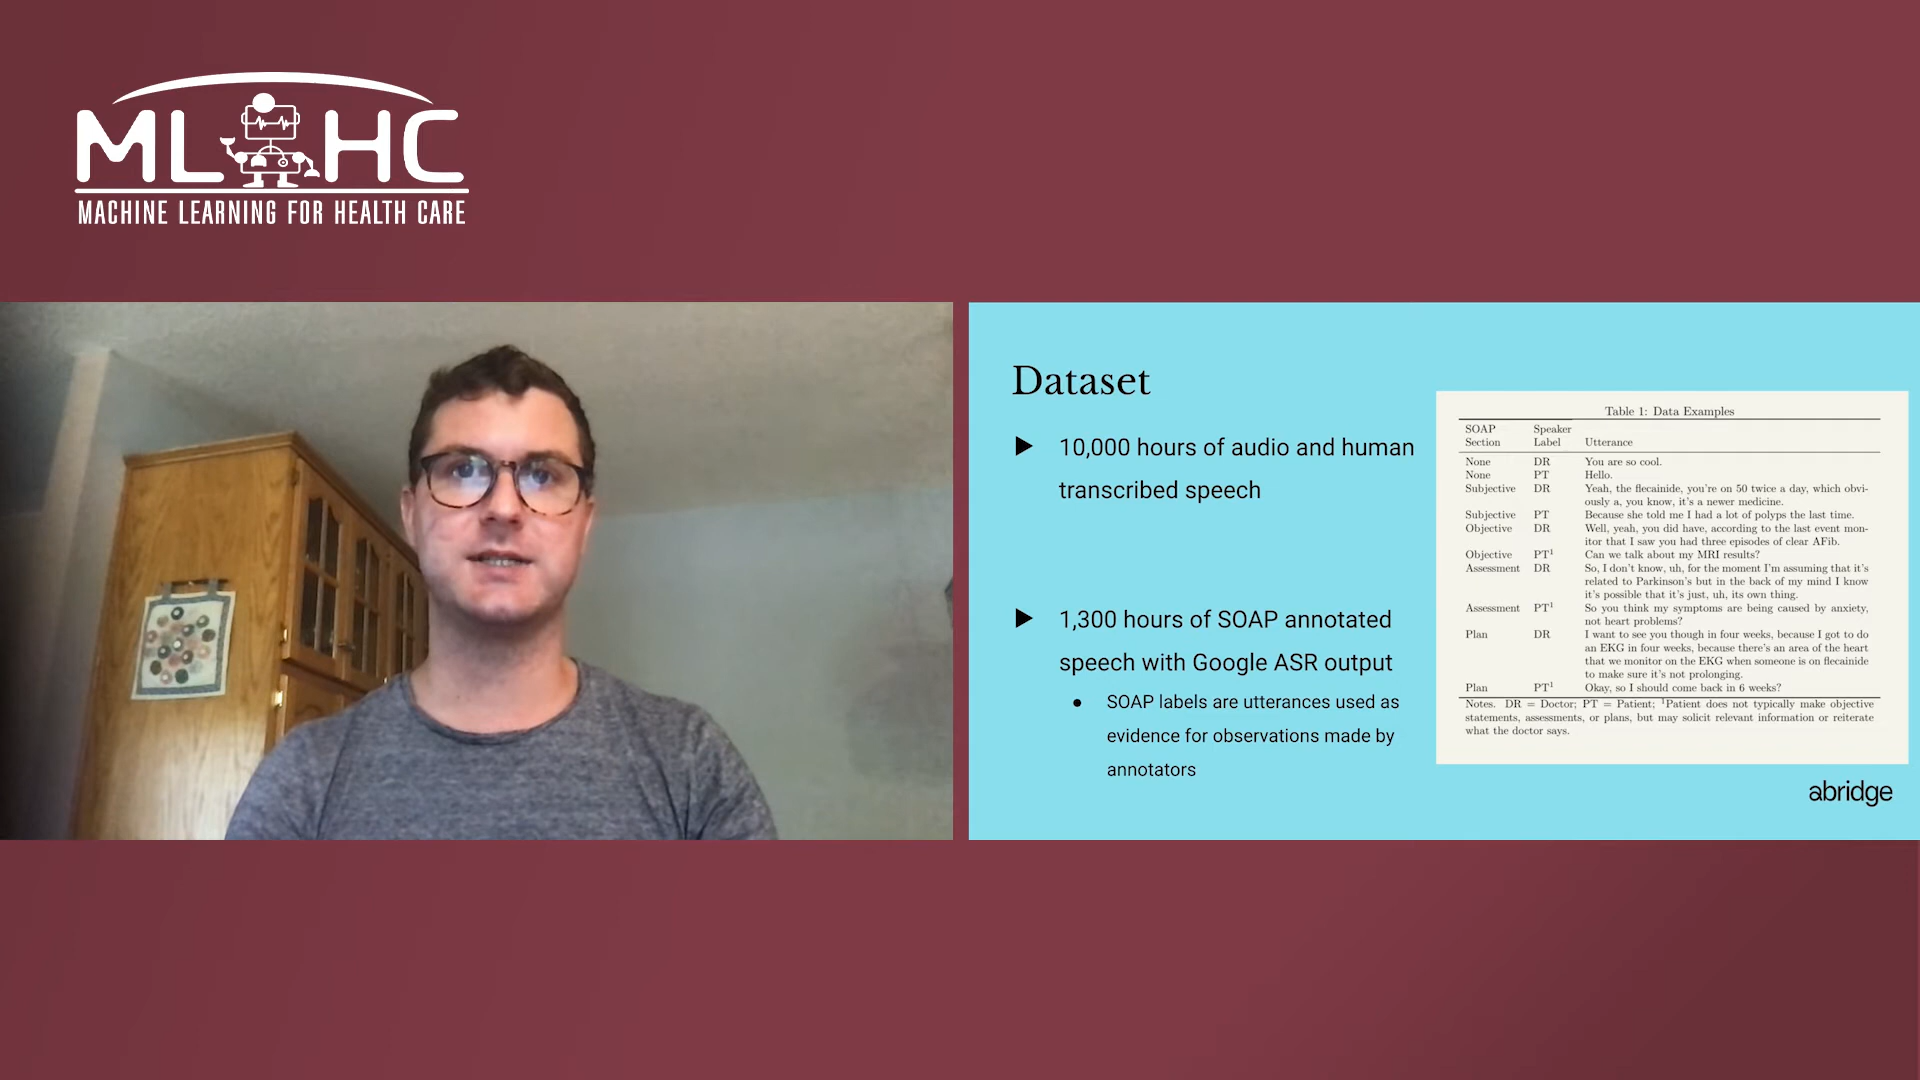 ML HC
MACHINE LEARNING FOR HEALTH CARE
Dataset
10,000 hours of audio and human
transcribed speech
1,300 hours of SOAP annotated
speech with Google ASR output
SOAP labels are utterances used as
evidence for observations made by
annotators
Table 1: Data Examples
SOAP Speaker
Section Label Utterance
None DR You are so cool.
None PT Hello.
Subjective DR Yeah, the flecainide, you're on 50 twice a day, which obvi-
ously a, you know, it's a newer medicine.
Subjective PT Because she told me I had a lot of polyps the last time.
Objective DR Well, yeah, you did have, according to the last event mon-
itor that I saw you had three episodes of clear AFib.
Objective PT¹ Can we talk about my MRI results?
Assessment DR So, I don't know, uh, for the moment I'm assuming that it's
related to Parkinson's but in the back of my mind I know
it's possible that it's just, uh, its own thing.
Assessment PT¹ So you think my symptoms are being caused by anxiety,
not heart problems?
Plan DR I want to see you though in four weeks, because I got to do
an EKG in four weeks, because there's an area of the heart
that we monitor on the EKG when someone is on flecainide
to make sure it's not prolonging.
Plan PT¹ Okay, so I should come back in 6 weeks?
Notes. DR = Doctor; PT = Patient; ¹Patient does not typically make objective
statements, assessments, or plans, but may solicit relevant information or reiterate
what the doctor says.
abridge